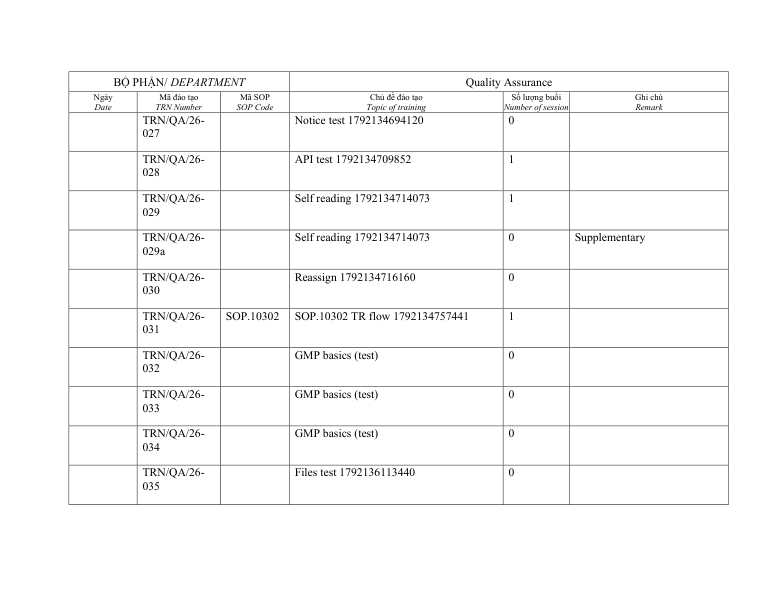 BỘ PHẬN/ DEPARTMENT Quality Assurance
Ngày Mã đào tạo Mã SOP Chủ đề đào tạo Số lượng buổi Ghi chú
Date TRN Number SOP Code Topic of training Number of session Remark
TRN/QA/26- Notice test 1792134694120 0
027
TRN/QA/26- API test 1792134709852 1
028
TRN/QA/26- Self reading 1792134714073 1
029
TRN/QA/26- Self reading 1792134714073 0 Supplementary
029a
TRN/QA/26- Reassign 1792134716160 0
030
TRN/QA/26- SOP.10302 SOP.10302 TR flow 1792134757441 1
031
TRN/QA/26- GMP basics (test) 0
032
TRN/QA/26- GMP basics (test) 0
033
TRN/QA/26- GMP basics (test) 0
034
TRN/QA/26- Files test 1792136113440 0
035